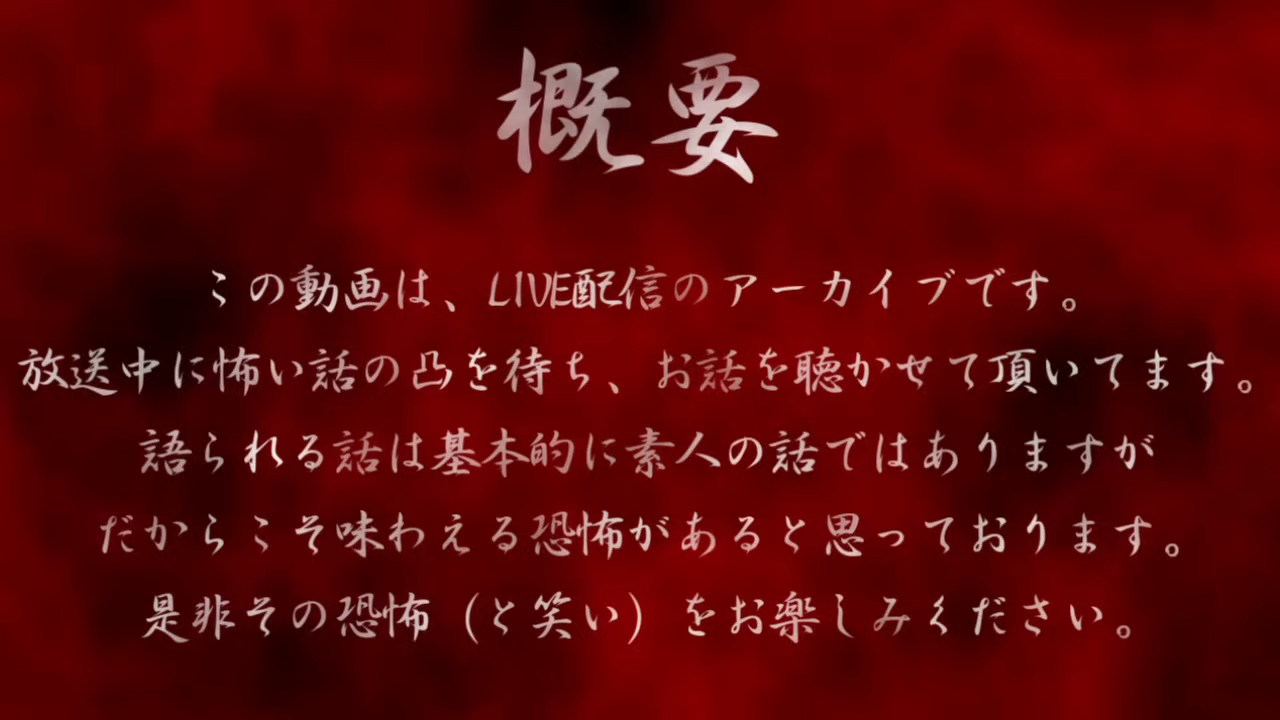 概要
この動画は、LIVE配信のアーカイブです。
放送中に怖い話の凸を待ち、お話を聴かせて頂いてます。
語られる話は基本的に素人の話ではありますが
だからこそ味わえる恐怖があると思っております。
是非その恐怖（と笑い）をお楽しみください。